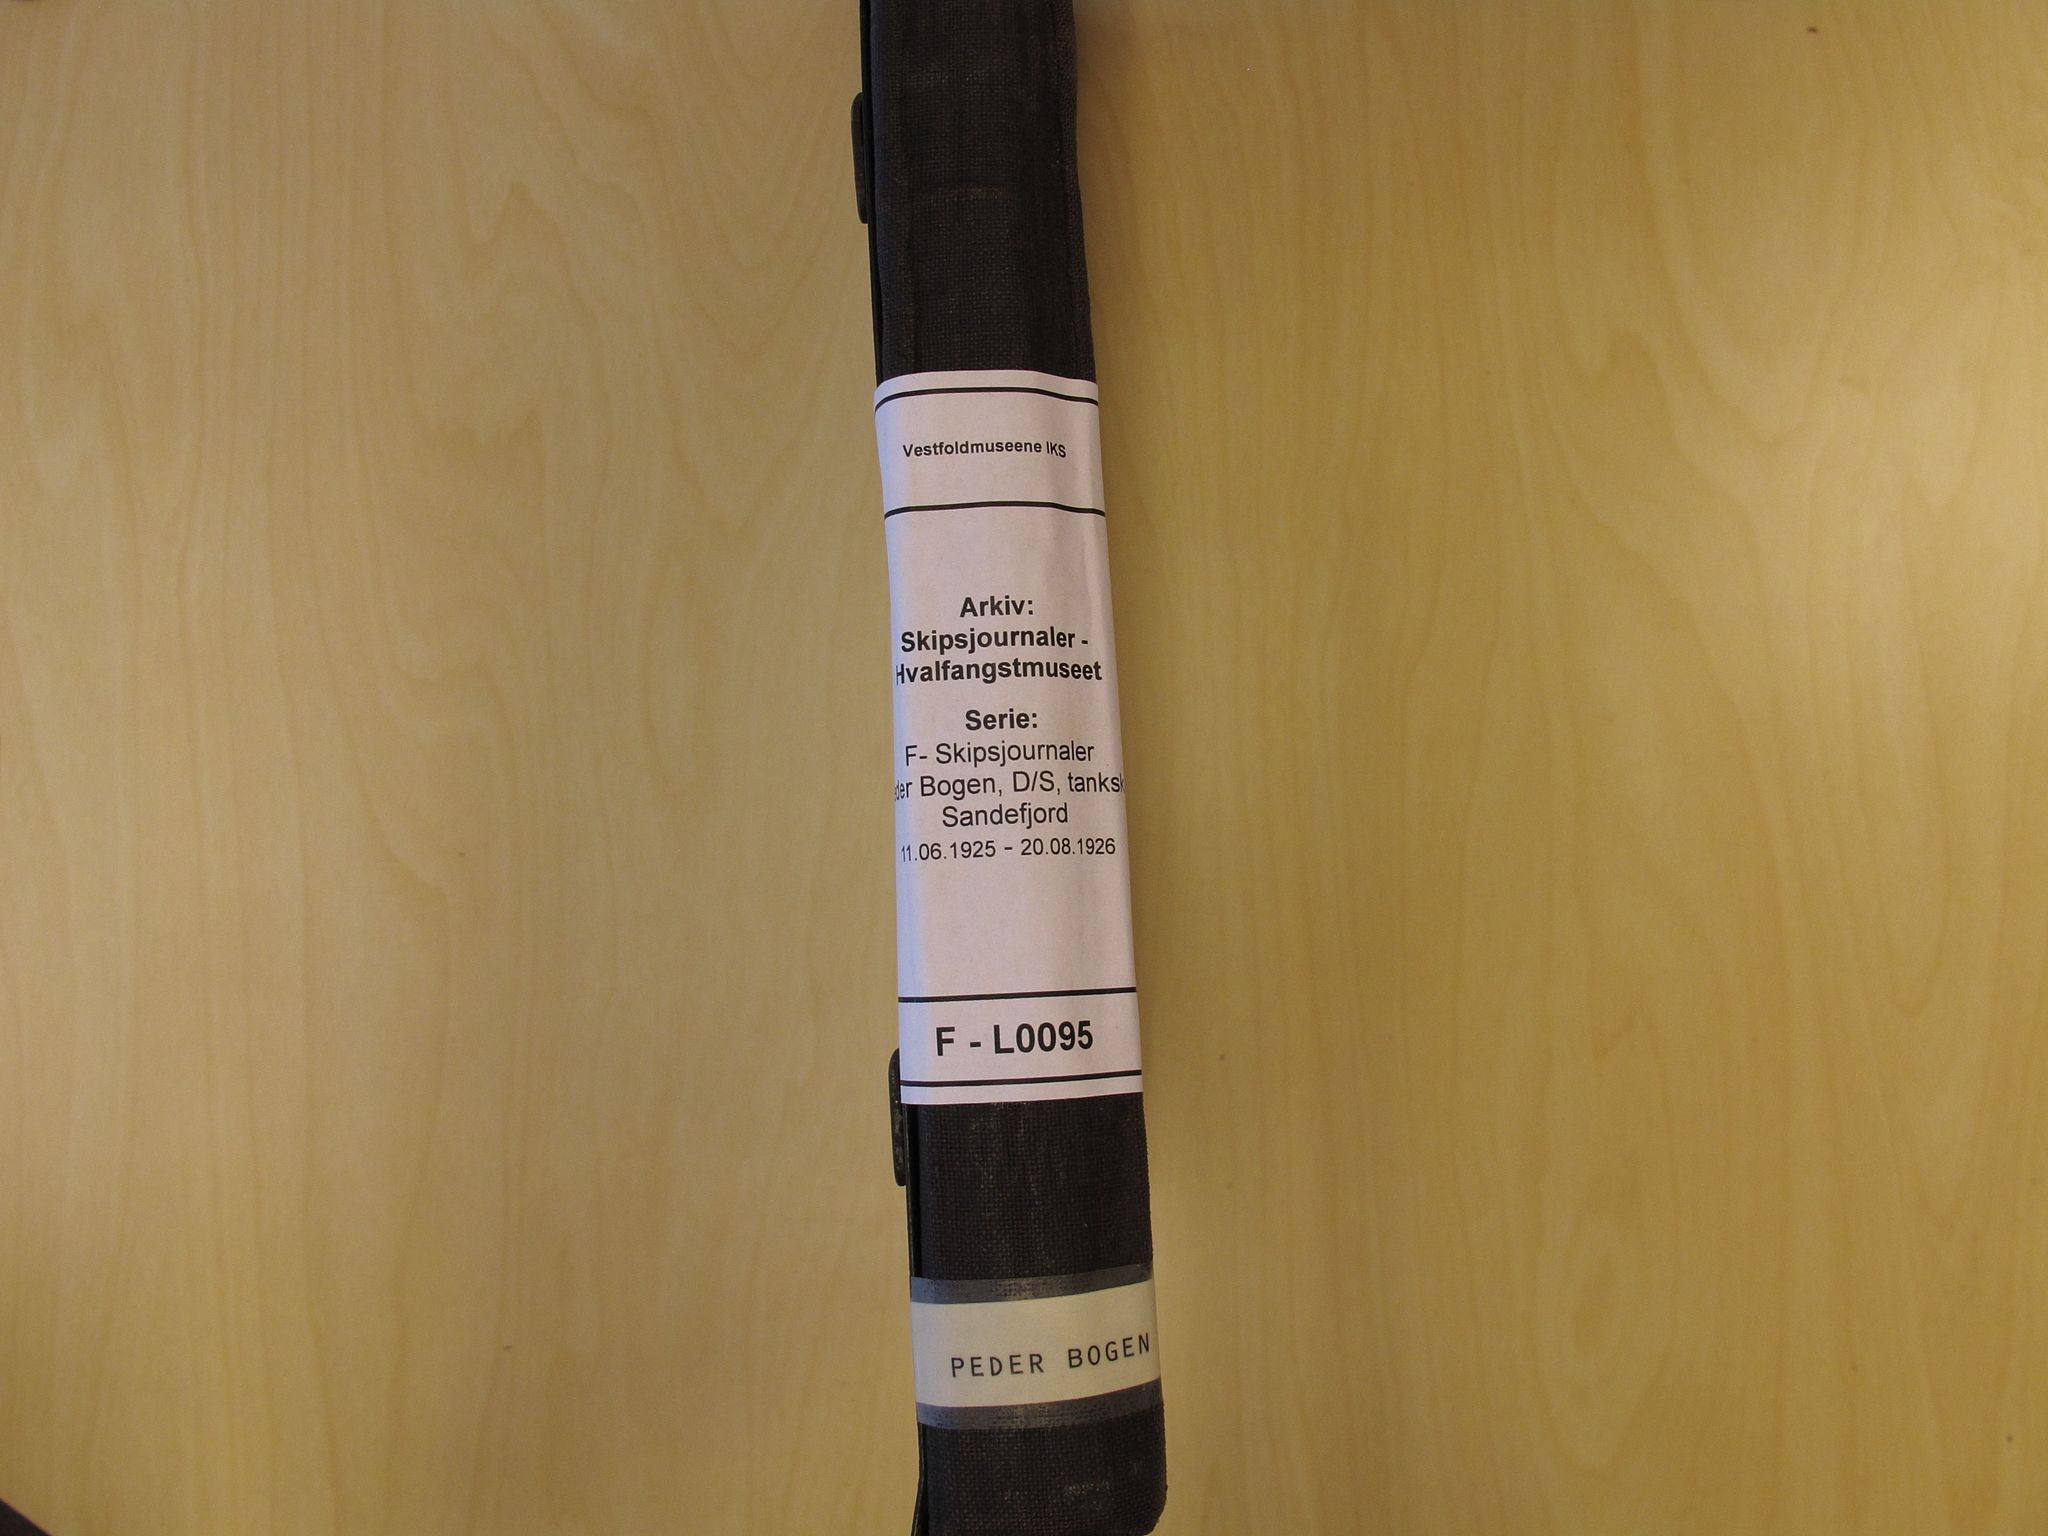 Vestfoldmuseene IKS
Arkiv:
Skipsjournaler -
Hvalfangstmuseet
Serie:
F- Skipsjournaler
Bogen, D/S,
Sandefjord
11.06.1925 - 20.08.1926
F - L0095
PEDER BOGEN